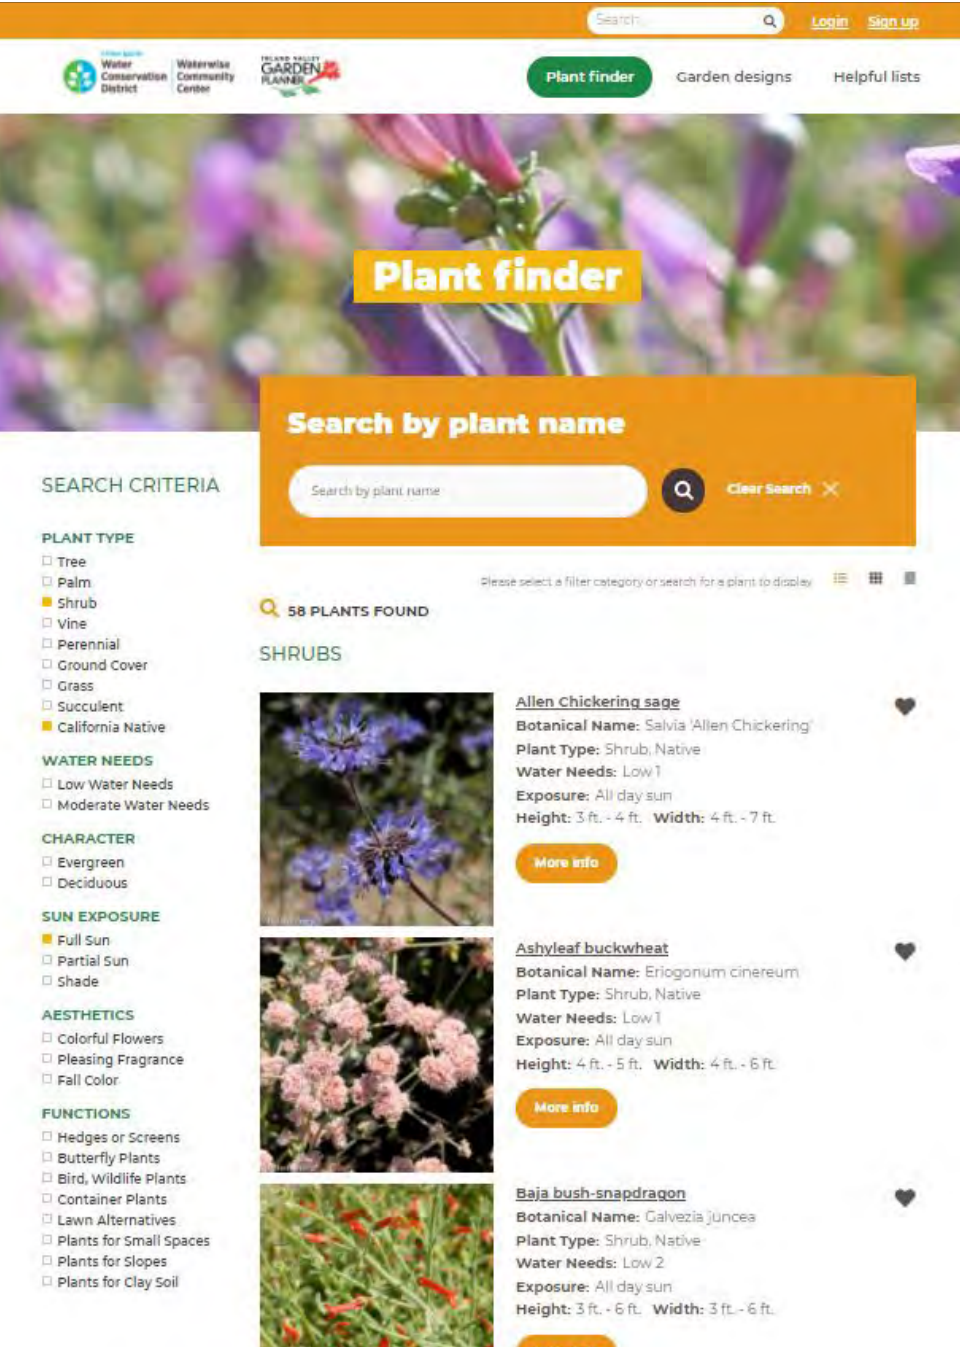 Search...
Login Sign up
Water
Conservation
District
Waterwise
Community
Center
INLAND VALLEY
GARDEN
PLANNER
Plant finder Garden designs Helpful lists
Plant finder
Search by plant name
Search by plant name
Clear Search
SEARCH CRITERIA
PLANT TYPE
Tree
Palm
Shrub
Vine
Perennial
Ground Cover
Grass
Succulent
California Native
WATER NEEDS
Low Water Needs
Moderate Water Needs
CHARACTER
Evergreen
Deciduous
SUN EXPOSURE
Full Sun
Partial Sun
Shade
AESTHETICS
Colorful Flowers
Pleasing Fragrance
Fall Color
FUNCTIONS
Hedges or Screens
Butterfly Plants
Bird, Wildlife Plants
Container Plants
Lawn Alternatives
Plants for Small Spaces
Plants for Slopes
Plants for Clay Soil
Please select a filter category or search for a plant to display
58 PLANTS FOUND
SHRUBS
Allen Chickering sage
Botanical Name: Salvia 'Allen Chickering'
Plant Type: Shrub, Native
Water Needs: Low 1
Exposure: All day sun
Height: 3 ft. - 4 ft. Width: 4 ft. - 7 ft.
More info
Ashyleaf buckwheat
Botanical Name: Eriogonum cinereum
Plant Type: Shrub, Native
Water Needs: Low 1
Exposure: All day sun
Height: 4 ft. - 5 ft. Width: 4 ft. - 6 ft.
More info
Baja bush-snapdragon
Botanical Name: Galvezia juncea
Plant Type: Shrub, Native
Water Needs: Low 2
Exposure: All day sun
Height: 3 ft. - 6 ft. Width: 3 ft. - 6 ft.